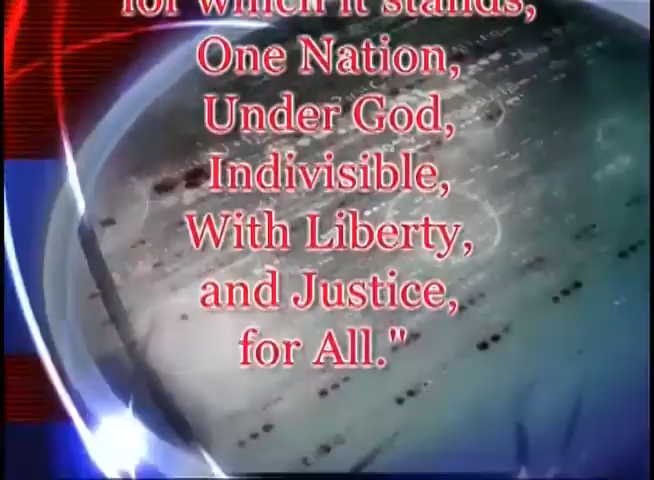 for which it stands,
One Nation,
Under God,
Indivisible,
With Liberty,
and Justice,
for All."